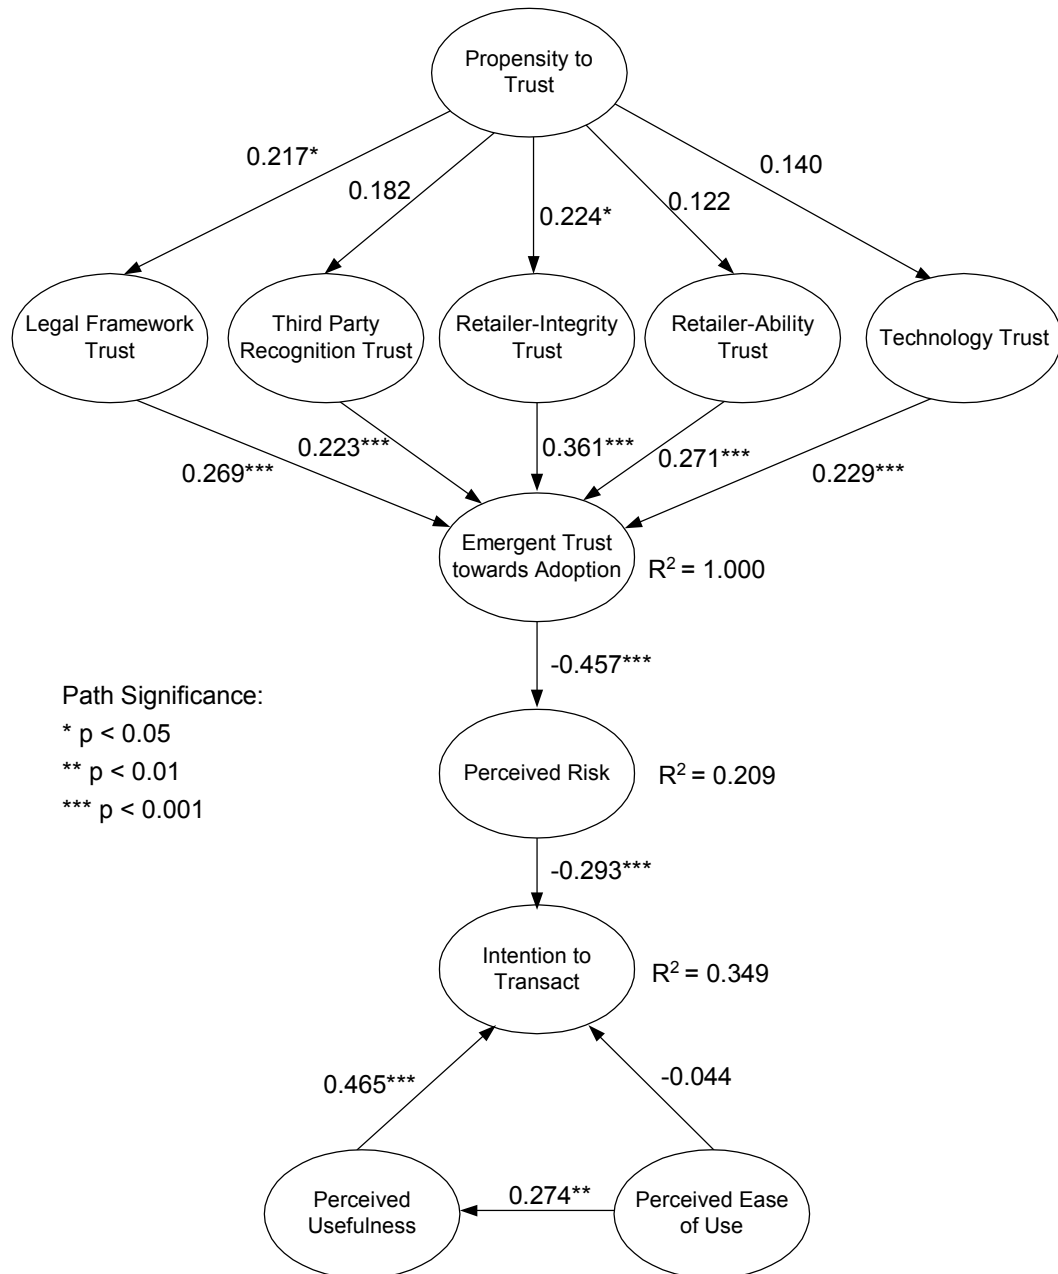 Propensity to
Trust
0.217*
0.182
0.224*
0.122
0.140
Legal Framework
Trust
Third Party
Recognition Trust
Retailer-Integrity
Trust
Retailer-Ability
Trust
Technology Trust
0.269***
0.223***
0.361***
0.271***
0.229***
Emergent Trust
towards Adoption
R² = 1.000
-0.457***
Path Significance:
* p < 0.05
** p < 0.01
*** p < 0.001
Perceived Risk
R² = 0.209
-0.293***
Intention to
Transact
R² = 0.349
0.465***
-0.044
Perceived
Usefulness
0.274**
Perceived Ease
of Use